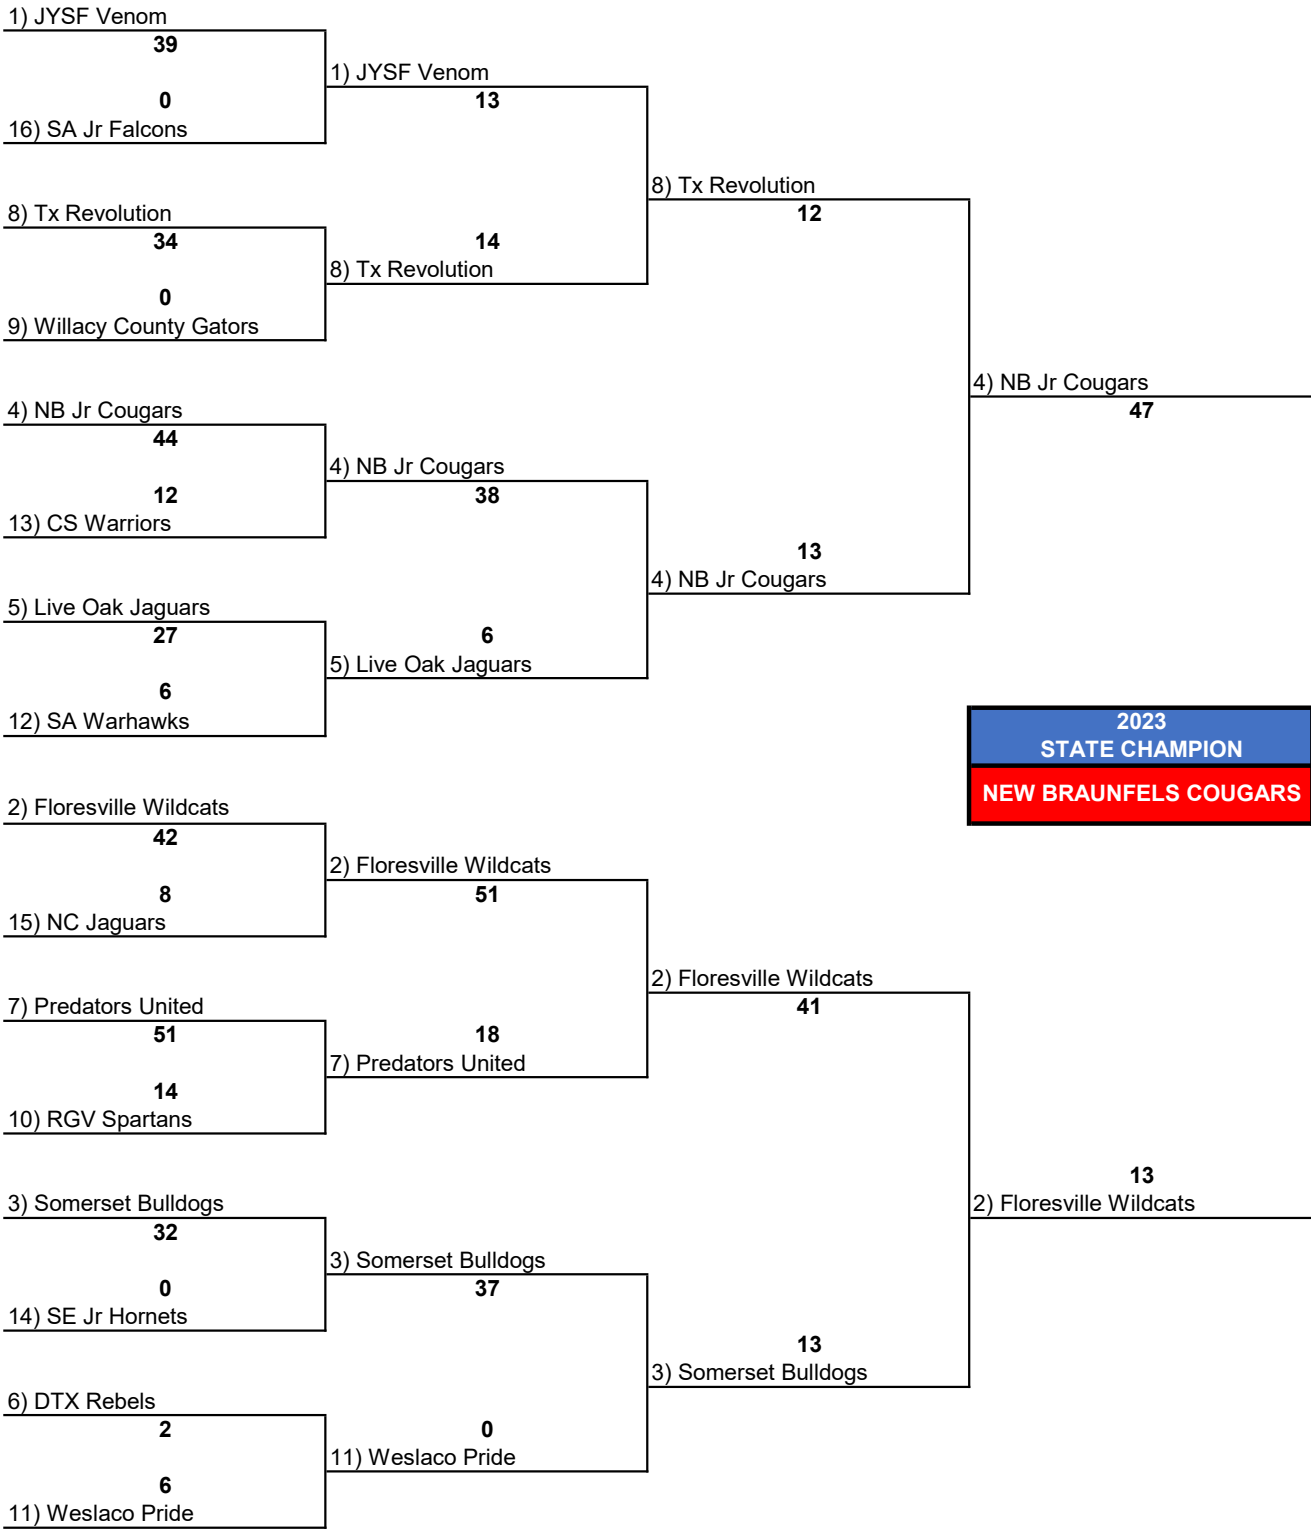 1) JYSF Venom
39
0
16) SA Jr Falcons
8) Tx Revolution
34
0
9) Willacy County Gators
4) NB Jr Cougars
44
12
13) CS Warriors
5) Live Oak Jaguars
27
6
12) SA Warhawks
2) Floresville Wildcats
42
8
15) NC Jaguars
7) Predators United
51
14
10) RGV Spartans
3) Somerset Bulldogs
32
0
14) SE Jr Hornets
6) DTX Rebels
2
6
11) Weslaco Pride
1) JYSF Venom
13
14
8) Tx Revolution
4) NB Jr Cougars
38
6
5) Live Oak Jaguars
2) Floresville Wildcats
51
18
7) Predators United
3) Somerset Bulldogs
37
0
11) Weslaco Pride
8) Tx Revolution
12
13
4) NB Jr Cougars
2) Floresville Wildcats
41
13
3) Somerset Bulldogs
4) NB Jr Cougars
47
13
2) Floresville Wildcats
2023
STATE CHAMPION
NEW BRAUNFELS COUGARS